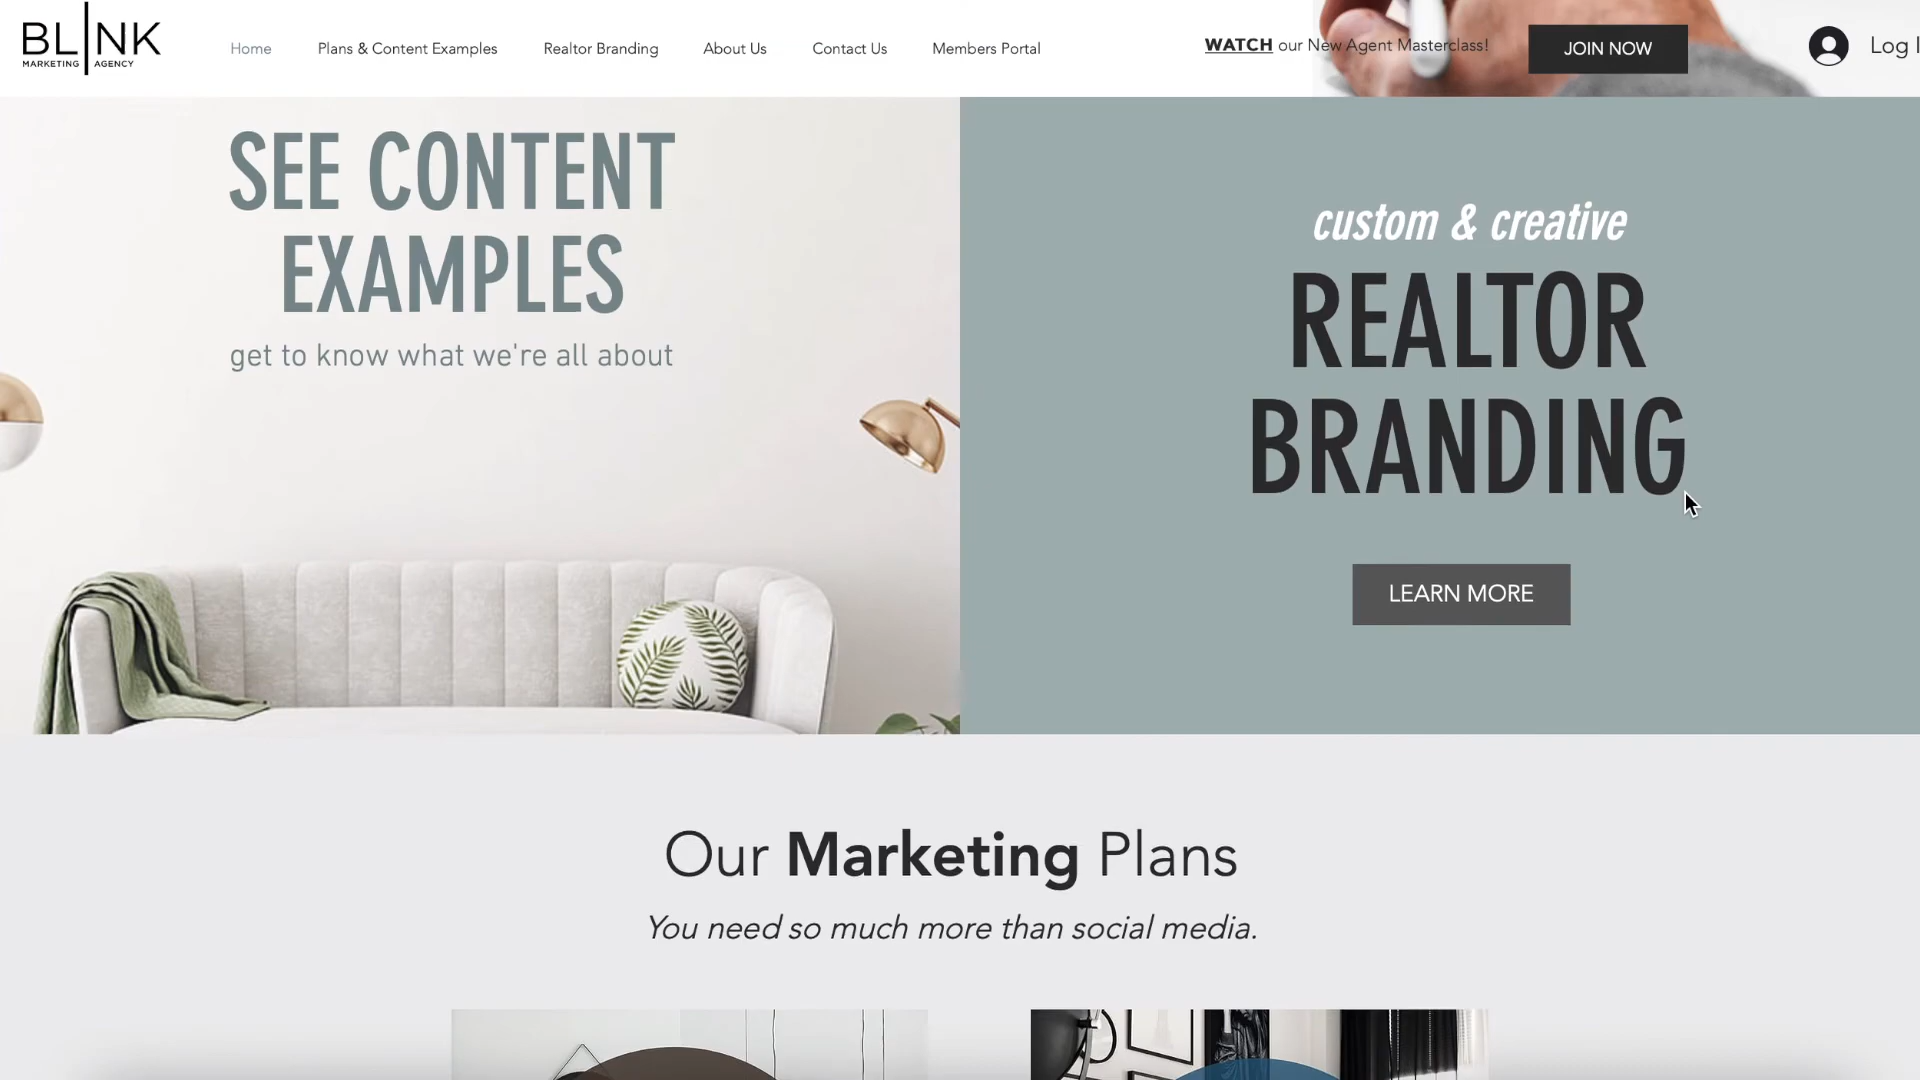 BLINK
MARKETING AGENCY
Home
Plans & Content Examples
Realtor Branding
About Us
Contact Us
Members Portal
WATCH our New Agent Masterclass!
JOIN NOW
Log
SEE CONTENT
EXAMPLES
get to know what we're all about
custom & creative
REALTOR
BRANDING
LEARN MORE
Our Marketing Plans
You need so much more than social media.